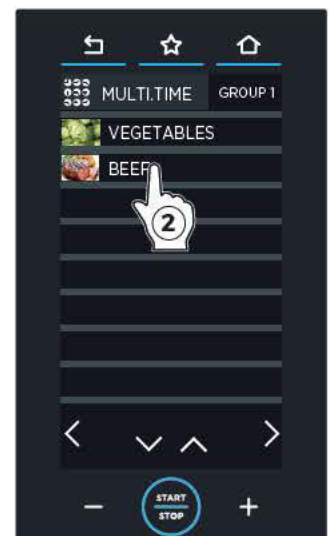 MULTI.TIME GROUP 1
VEGETABLES
BEEF
2
START
STOP